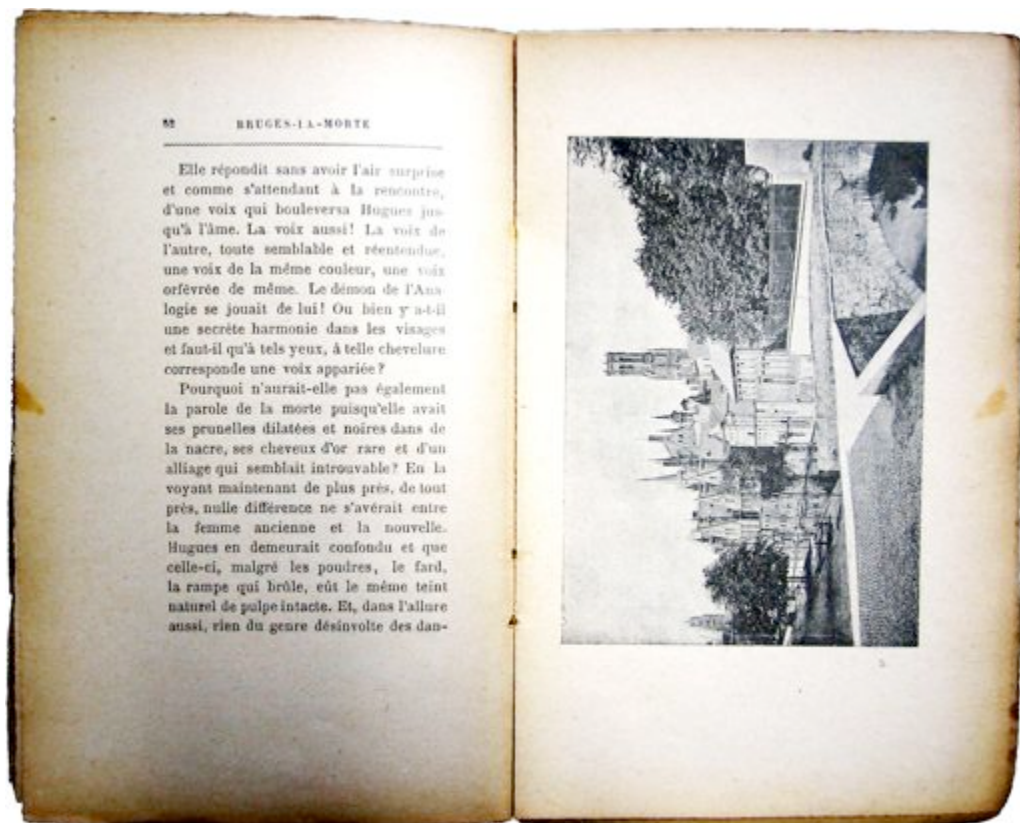 52 BRUGES-LA-MORTE
Elle répondit sans avoir l'air surprise
et comme s'attendant à la rencontre,
d'une voix qui bouleversa Hugues jus-
qu'à l'âme. La voix aussi! La voix de
l'autre, toute semblable et réentendue,
une voix de la même couleur, une voix
orfévrée de même. Le démon de l'Ana-
logie se jouait de lui! Ou bien y a-t-il
une secrète harmonie dans les visages
et faut-il qu'à tels yeux, à telle chevelure
corresponde une voix appariée?
Pourquoi n'aurait-elle pas également
la parole de la morte puisqu'elle avait
ses prunelles dilatées et noires dans de
la nacre, ses cheveux d'or rare et d'un
alliage qui semblait introuvable? En la
voyant maintenant de plus près, de tout
près, nulle différence ne s'avérait entre
la femme ancienne et la nouvelle.
Hugues en demeurait confondu et que
celle-ci, malgré les poudres, le fard,
la rampe qui brûle, eût le même teint
naturel de pulpe intacte. Et, dans l'allure
aussi, rien du genre désinvolte des dan-